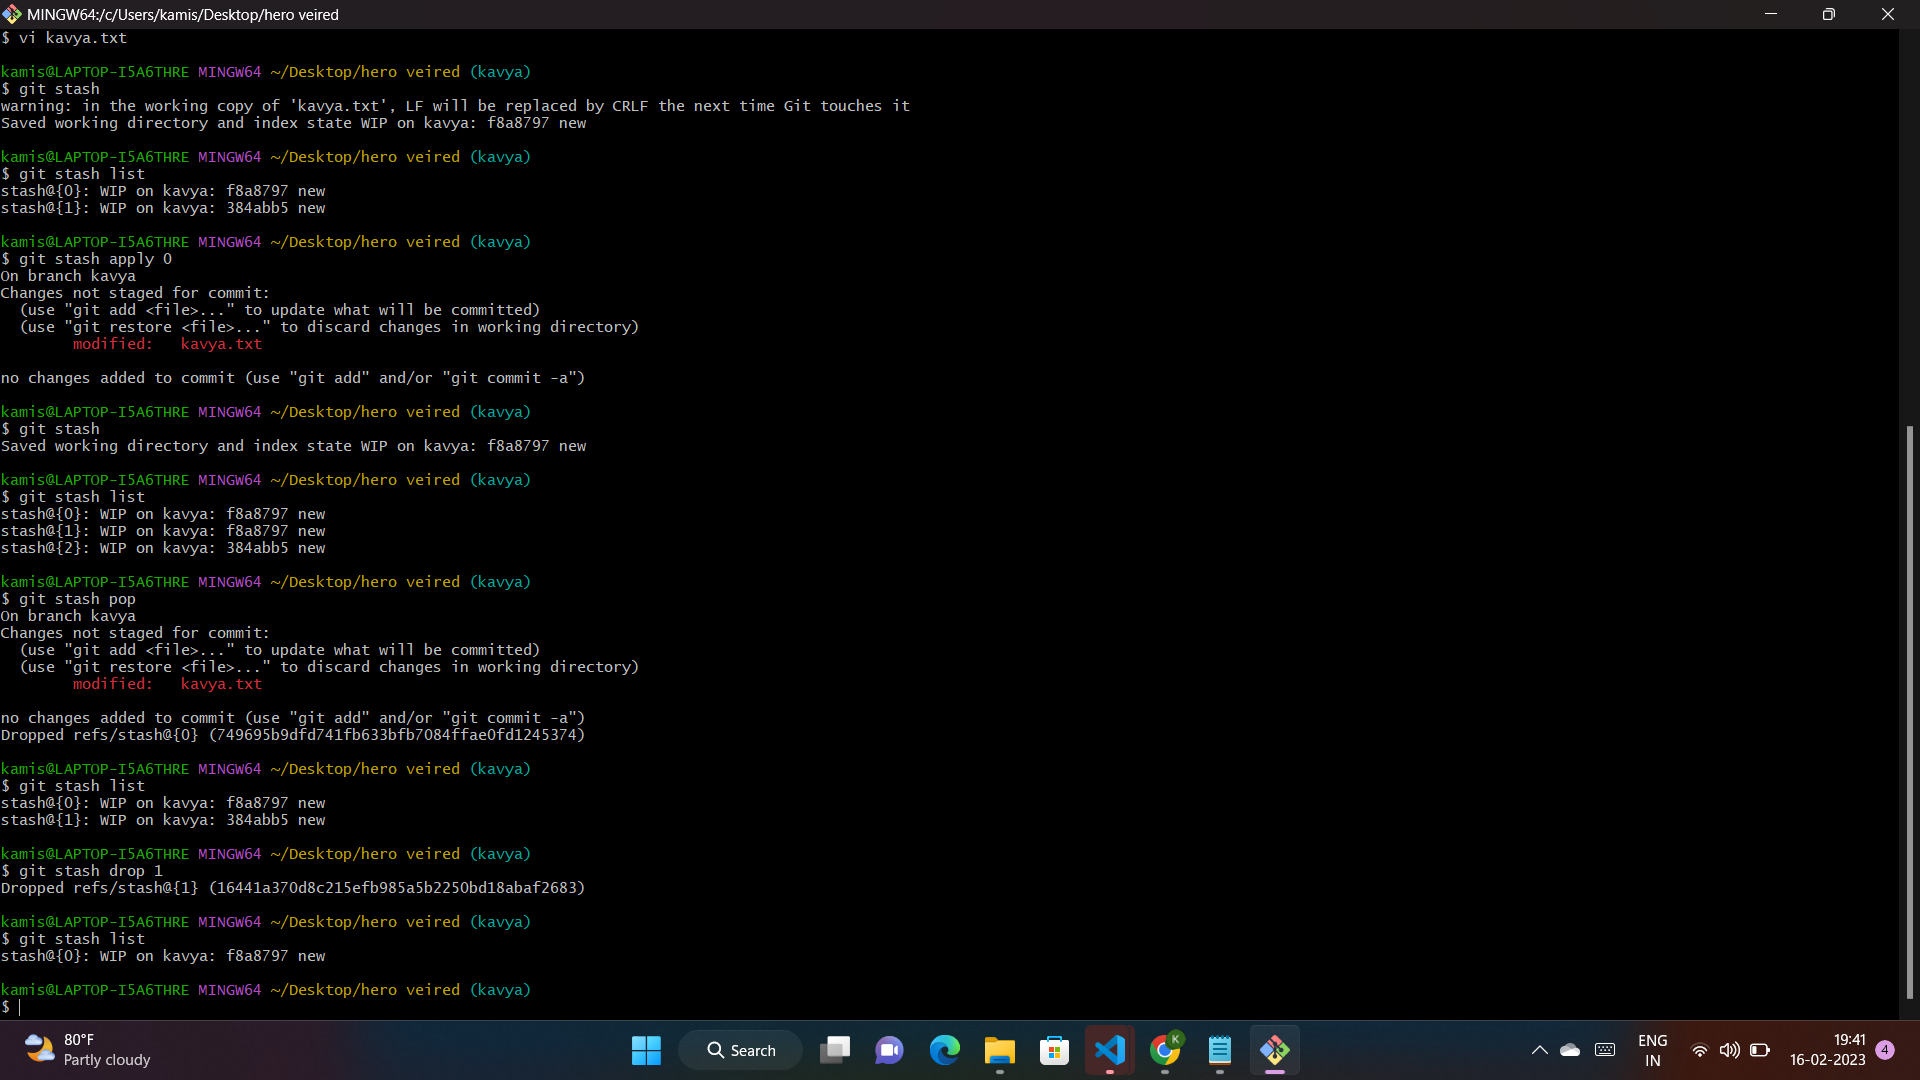 MINGW64:/c/Users/kamis/Desktop/hero veired
$ vi kavya.txt
kamis@LAPTOP-I5A6THRE MINGW64 ~/Desktop/hero veired (kavya)
$ git stash
warning: in the working copy of 'kavya.txt', LF will be replaced by CRLF the next time Git touches it
Saved working directory and index state WIP on kavya: f8a8797 new
kamis@LAPTOP-I5A6THRE MINGW64 ~/Desktop/hero veired (kavya)
$ git stash list
stash@{0}: WIP on kavya: f8a8797 new
stash@{1}: WIP on kavya: 384abb5 new
kamis@LAPTOP-I5A6THRE MINGW64 ~/Desktop/hero veired (kavya)
$ git stash apply 0
On branch kavya
Changes not staged for commit:
  (use "git add <file>..." to update what will be committed)
  (use "git restore <file>..." to discard changes in working directory)
        modified:   kavya.txt
no changes added to commit (use "git add" and/or "git commit -a")
kamis@LAPTOP-I5A6THRE MINGW64 ~/Desktop/hero veired (kavya)
$ git stash
Saved working directory and index state WIP on kavya: f8a8797 new
kamis@LAPTOP-I5A6THRE MINGW64 ~/Desktop/hero veired (kavya)
$ git stash list
stash@{0}: WIP on kavya: f8a8797 new
stash@{1}: WIP on kavya: f8a8797 new
stash@{2}: WIP on kavya: 384abb5 new
kamis@LAPTOP-I5A6THRE MINGW64 ~/Desktop/hero veired (kavya)
$ git stash pop
On branch kavya
Changes not staged for commit:
  (use "git add <file>..." to update what will be committed)
  (use "git restore <file>..." to discard changes in working directory)
        modified:   kavya.txt
no changes added to commit (use "git add" and/or "git commit -a")
Dropped refs/stash@{0} (749695b9dfd741fb633bfb7084ffae0fd1245374)
kamis@LAPTOP-I5A6THRE MINGW64 ~/Desktop/hero veired (kavya)
$ git stash list
stash@{0}: WIP on kavya: f8a8797 new
stash@{1}: WIP on kavya: 384abb5 new
kamis@LAPTOP-I5A6THRE MINGW64 ~/Desktop/hero veired (kavya)
$ git stash drop 1
Dropped refs/stash@{1} (16441a370d8c215efb985a5b2250bd18abaf2683)
kamis@LAPTOP-I5A6THRE MINGW64 ~/Desktop/hero veired (kavya)
$ git stash list
stash@{0}: WIP on kavya: f8a8797 new
kamis@LAPTOP-I5A6THRE MINGW64 ~/Desktop/hero veired (kavya)
$
80°F
Partly cloudy
Search
K
ENG
IN
19:41
16-02-2023
4